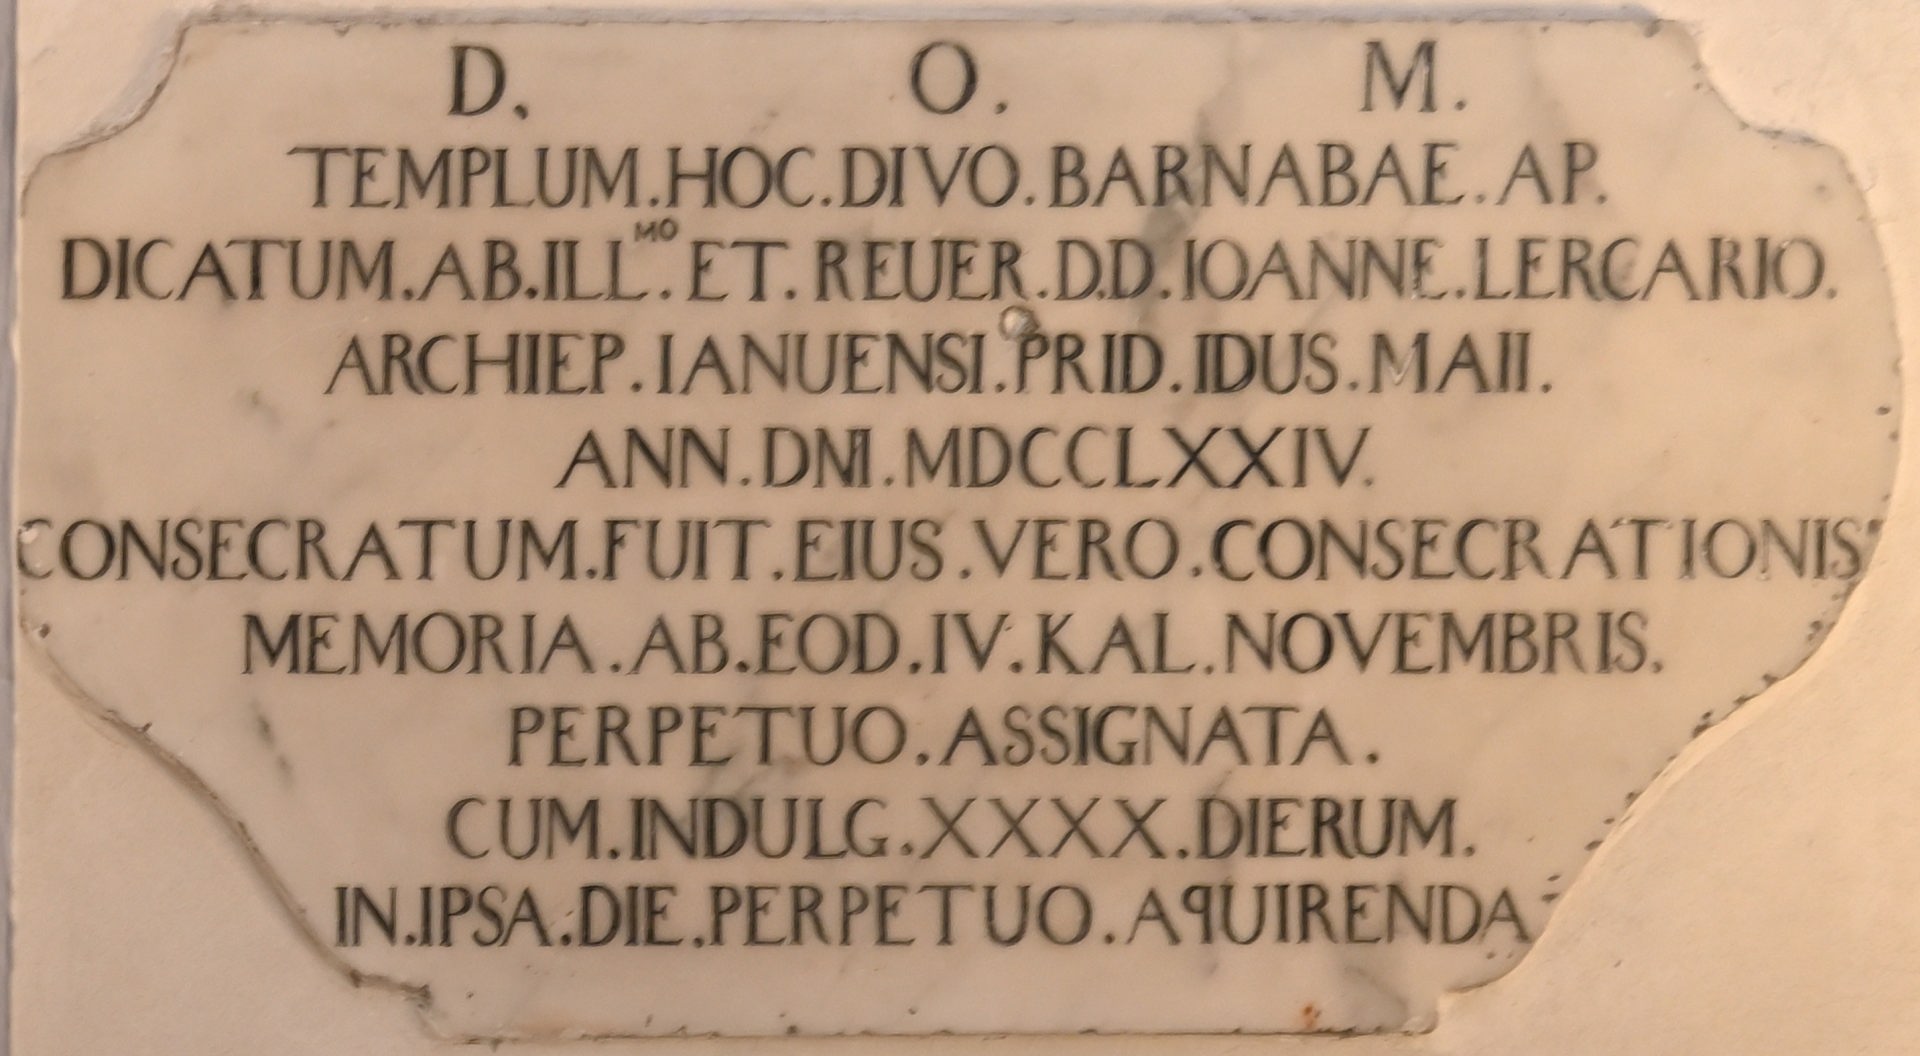 D. O. M.
TEMPLUM.HOC.DIVO.BARNABAE.AP.
DICATUM.AB.ILL.MO ET.REUER.D.D.IOANNE.LERCARIO.
ARCHIEP.IANUENSI.PRID.IDUS.MAII.
ANN.DNI.MDCCLXXIV.
CONSECRATUM.FUIT.EIUS.VERO.CONSECRATIONIS
MEMORIA.AB.EOD.IV.KAL.NOVEMBRIS.
PERPETUO.ASSIGNATA.
CUM.INDULG.XXXX.DIERUM.
IN.IPSA.DIE.PERPETUO.AqUIRENDA